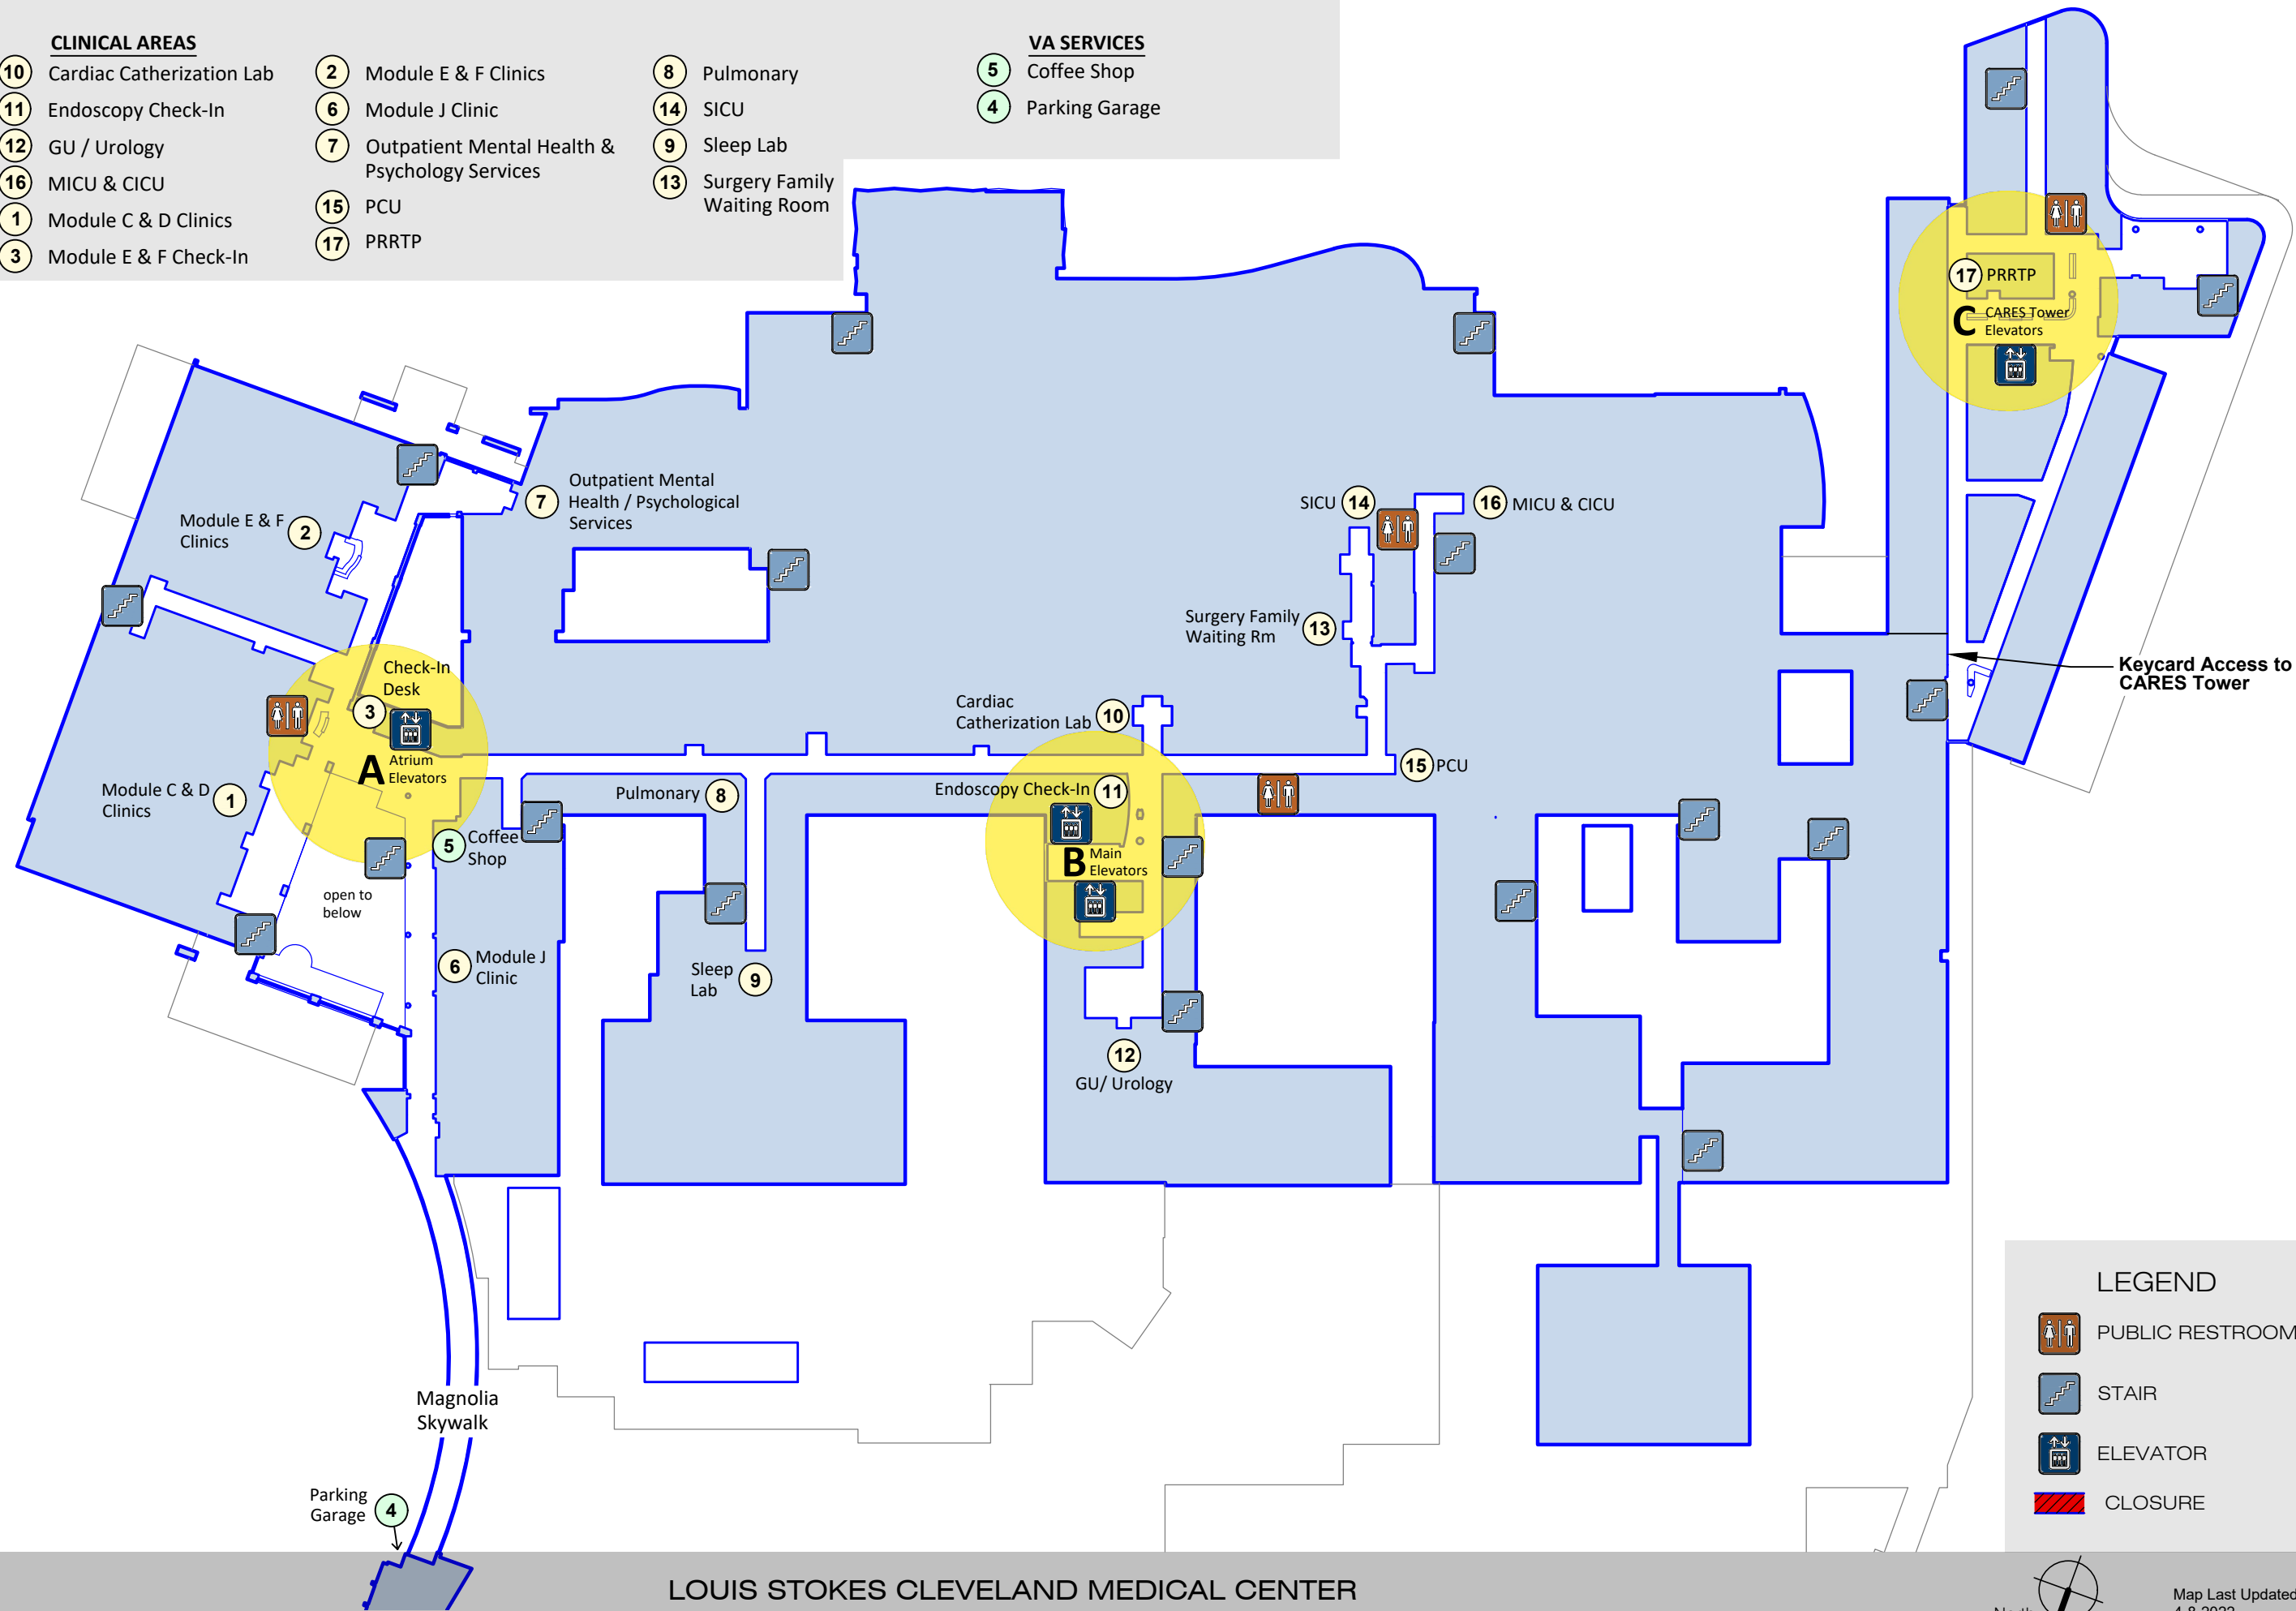 CLINICAL AREAS
10 Cardiac Catherization Lab
11 Endoscopy Check-In
12 GU / Urology
16 MICU & CICU
1 Module C & D Clinics
3 Module E & F Check-In
2 Module E & F Clinics
6 Module J Clinic
7 Outpatient Mental Health &
Psychology Services
15 PCU
17 PRRTP
8 Pulmonary
14 SICU
9 Sleep Lab
13 Surgery Family
Waiting Room
VA SERVICES
5 Coffee Shop
4 Parking Garage
17 PRRTP
C CARES Tower
Elevators
7 Outpatient Mental
Health / Psychological
Services
Module E & F
Clinics 2
SICU 14
16 MICU & CICU
Surgery Family
Waiting Rm 13
Keycard Access to
CARES Tower
Check-In
Desk
3
Cardiac
Catherization Lab 10
A Atrium
Elevators
15 PCU
Module C & D
Clinics 1
Pulmonary 8
Endoscopy Check-In 11
5 Coffee
Shop
B Main
Elevators
open to
below
6 Module J
Clinic
Sleep
Lab 9
12
GU/ Urology
Magnolia
Skywalk
Parking
Garage 4
LEGEND
PUBLIC RESTROOM
STAIR
ELEVATOR
CLOSURE
LOUIS STOKES CLEVELAND MEDICAL CENTER
North
Map Last Updated
4-8-2022